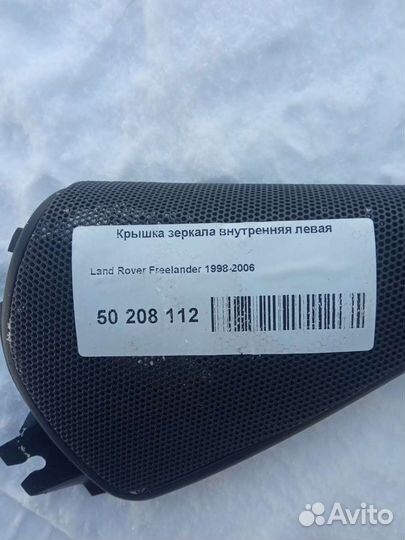 Крышка зеркала внутренняя левая
Land Rover Freelander 1998-2006
50 208 112
Avito